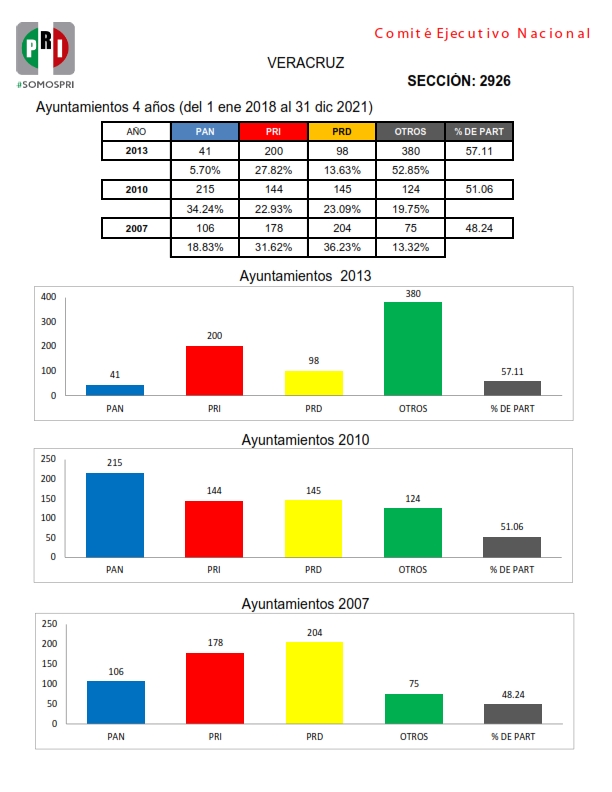 PRI
Comité Ejecutivo Nacional
#SOMOSPRI
VERACRUZ
SECCIÓN: 2926
Ayuntamientos 4 años (del 1 ene 2018 al 31 dic 2021)
AÑO PAN PRI PRD OTROS % DE PART
2013 41 200 98 380 57.11
5.70% 27.82% 13.63% 52.85%
2010 215 144 145 124 51.06
34.24% 22.93% 23.09% 19.75%
2007 106 178 204 75 48.24
18.83% 31.62% 36.23% 13.32%
Ayuntamientos 2013
400
300
200
100
0
41
200
98
380
57.11
PAN PRI PRD OTROS % DE PART
Ayuntamientos 2010
250
200
150
100
50
0
215
144
145
124
51.06
PAN PRI PRD OTROS % DE PART
Ayuntamientos 2007
250
200
150
100
50
0
106
178
204
75
48.24
PAN PRI PRD OTROS % DE PART